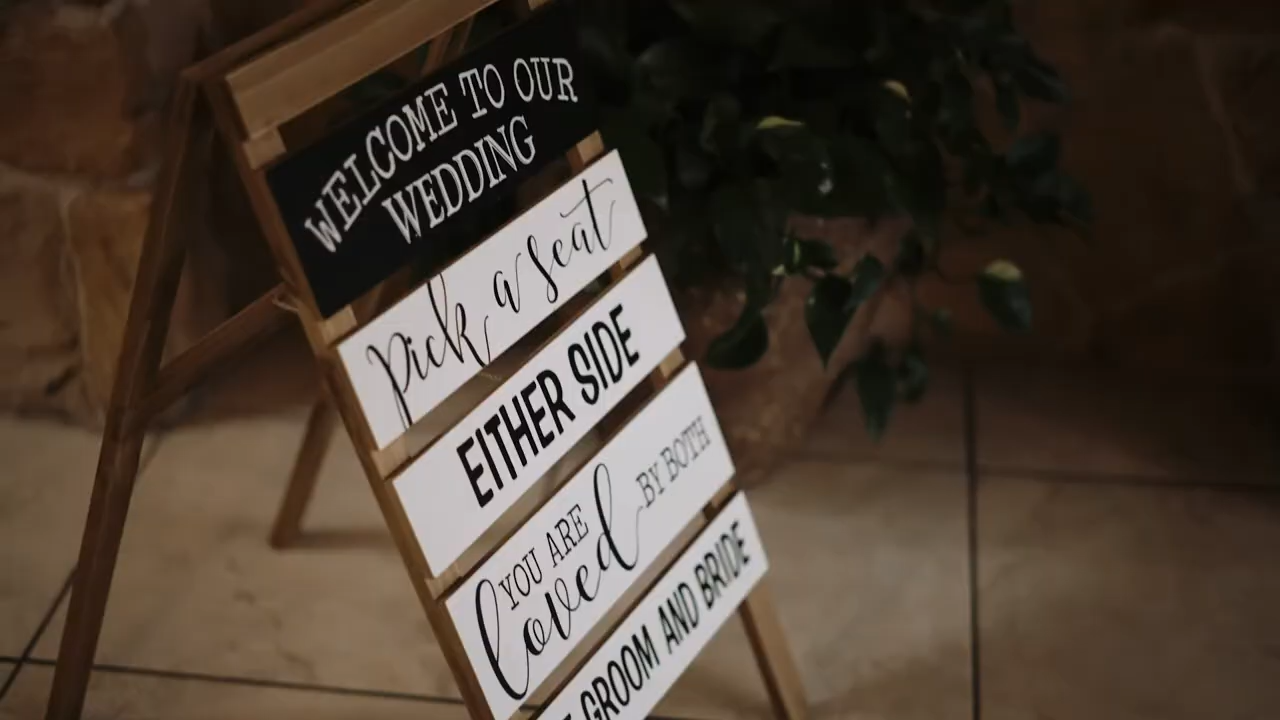 WELCOME TO OUR
WEDDING
Pick a seat
EITHER SIDE
YOU ARE
loved BY BOTH
GROOM AND BRIDE